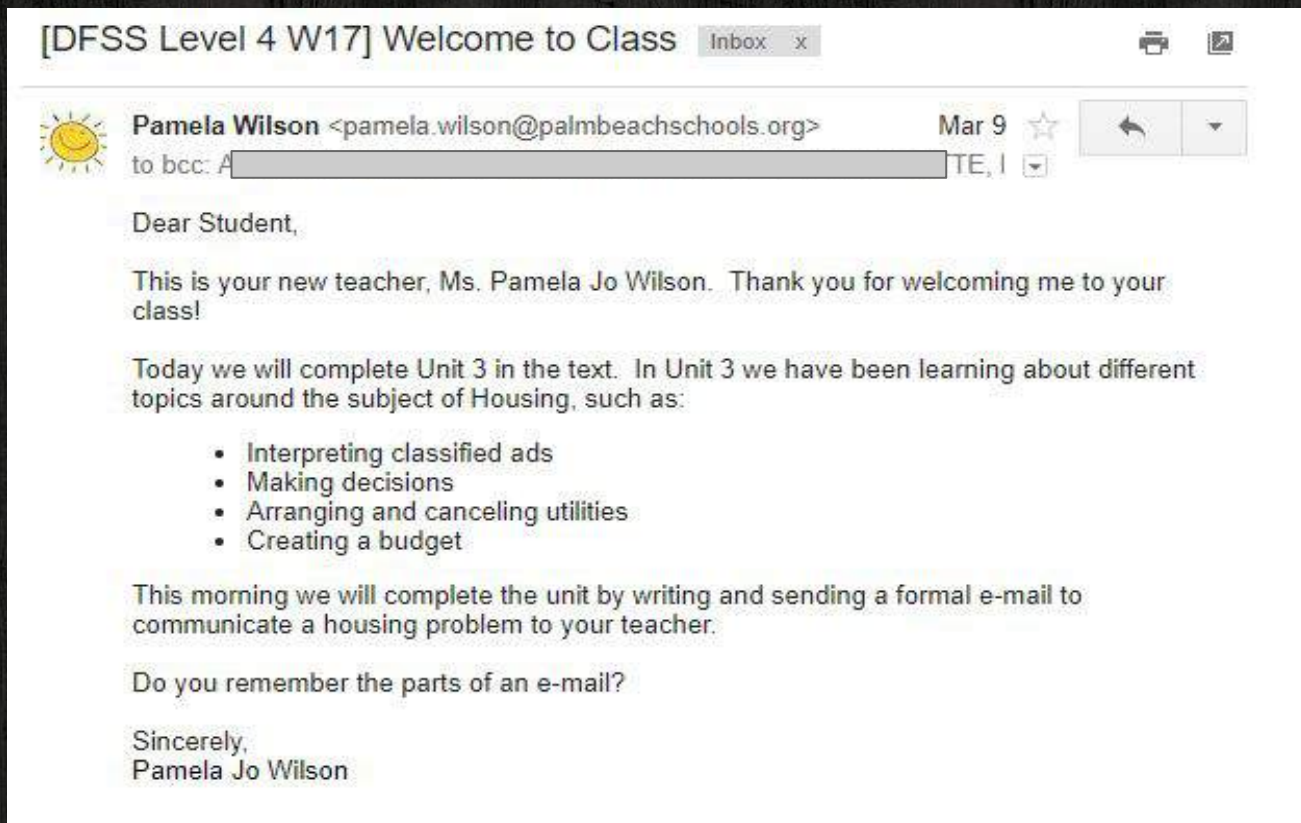 [DFSS Level 4 W17] Welcome to Class Inbox x
Pamela Wilson <pamela.wilson@palmbeachschools.org> Mar 9
to bcc: A TE, I
Dear Student,
This is your new teacher, Ms. Pamela Jo Wilson. Thank you for welcoming me to your
class!
Today we will complete Unit 3 in the text. In Unit 3 we have been learning about different
topics around the subject of Housing, such as:
• Interpreting classified ads
• Making decisions
• Arranging and canceling utilities
• Creating a budget
This morning we will complete the unit by writing and sending a formal e-mail to
communicate a housing problem to your teacher.
Do you remember the parts of an e-mail?
Sincerely,
Pamela Jo Wilson